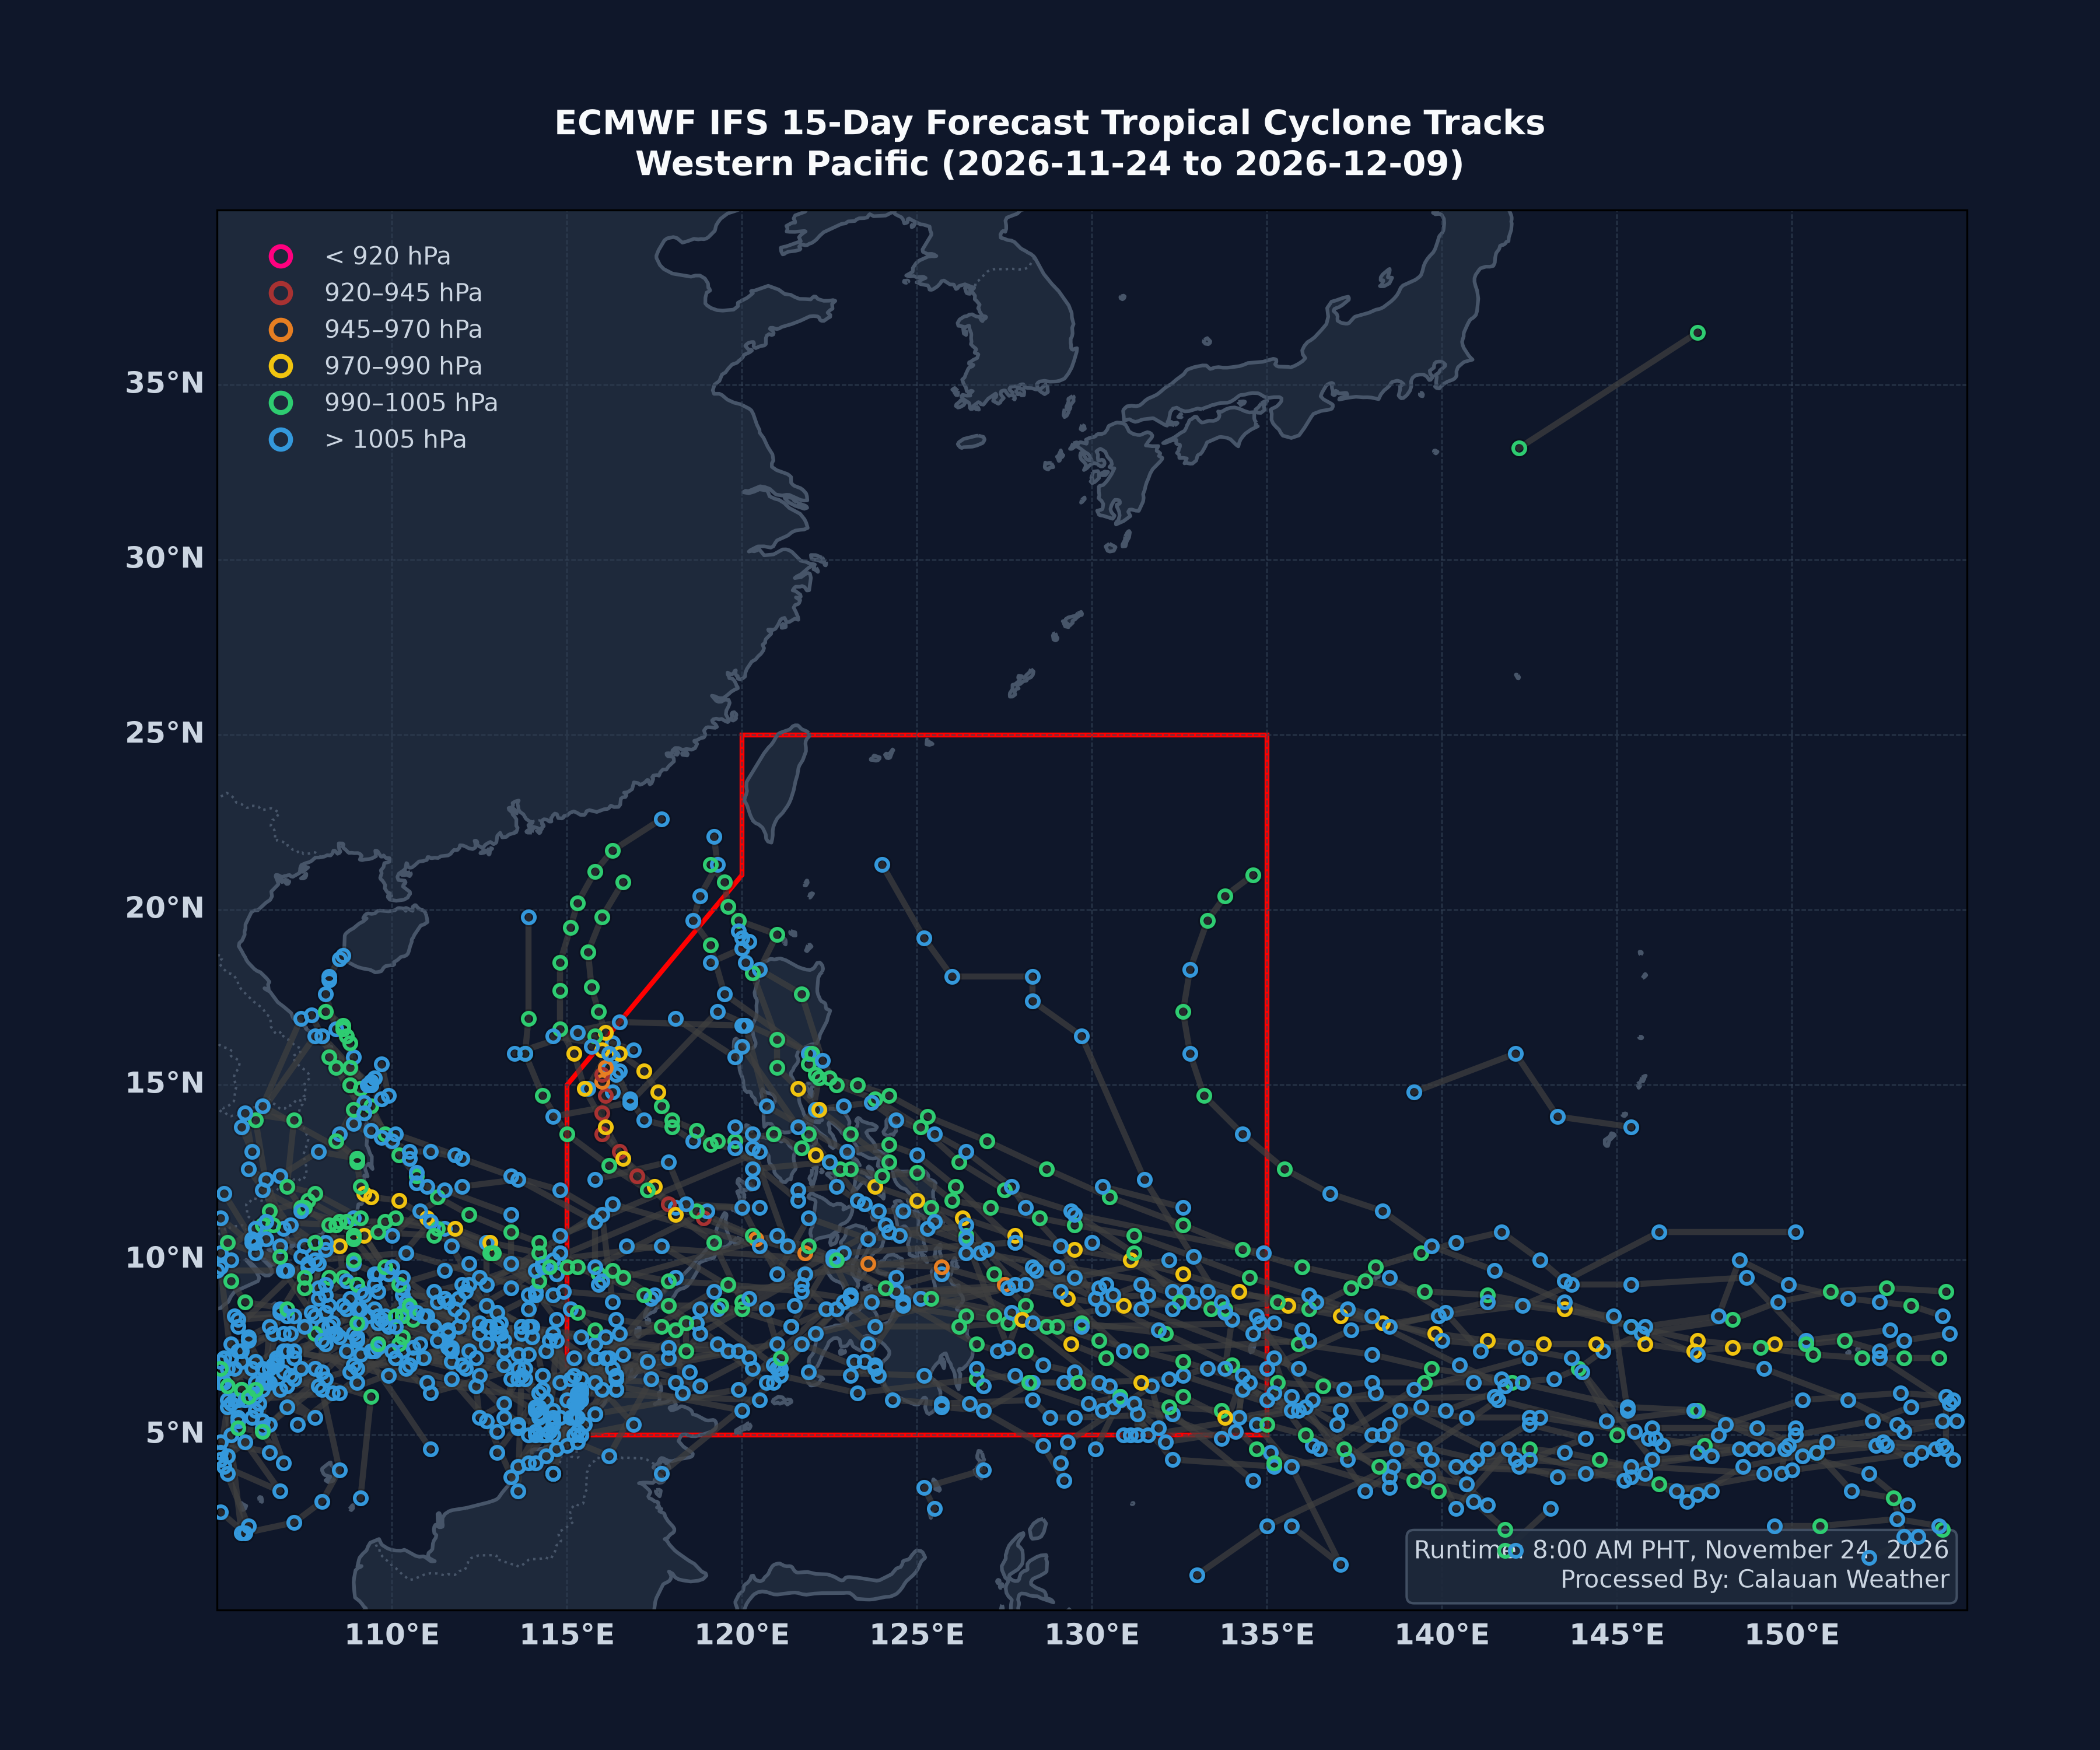 ECMWF IFS 15-Day Forecast Tropical Cyclone Tracks
Western Pacific (2026-11-24 to 2026-12-09)
< 920 hPa
920–945 hPa
945–970 hPa
970–990 hPa
990–1005 hPa
> 1005 hPa
35°N
30°N
25°N
20°N
15°N
10°N
5°N
Runtime: 8:00 AM PHT, November 24, 2026
Processed By: Calauan Weather
110°E 115°E 120°E 125°E 130°E 135°E 140°E 145°E 150°E